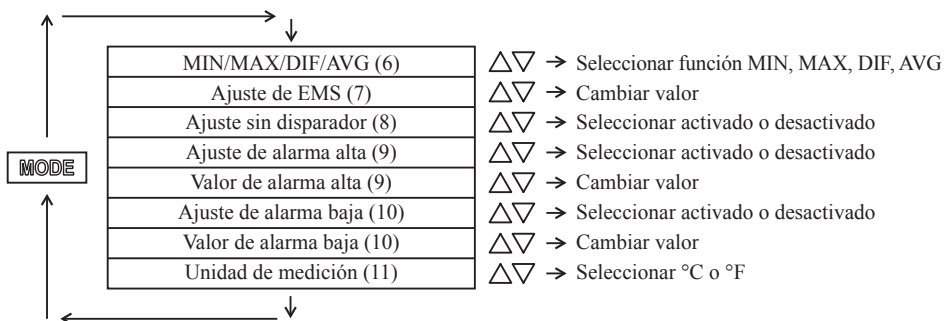 MIN/MAX/DIF/AVG (6) △▽ → Seleccionar función MIN, MAX, DIF, AVG
Ajuste de EMS (7) △▽ → Cambiar valor
Ajuste sin disparador (8) △▽ → Seleccionar activado o desactivado
Ajuste de alarma alta (9) △▽ → Seleccionar activado o desactivado
MODE
Valor de alarma alta (9) △▽ → Cambiar valor
Ajuste de alarma baja (10) △▽ → Seleccionar activado o desactivado
Valor de alarma baja (10) △▽ → Cambiar valor
Unidad de medición (11) △▽ → Seleccionar °C o °F